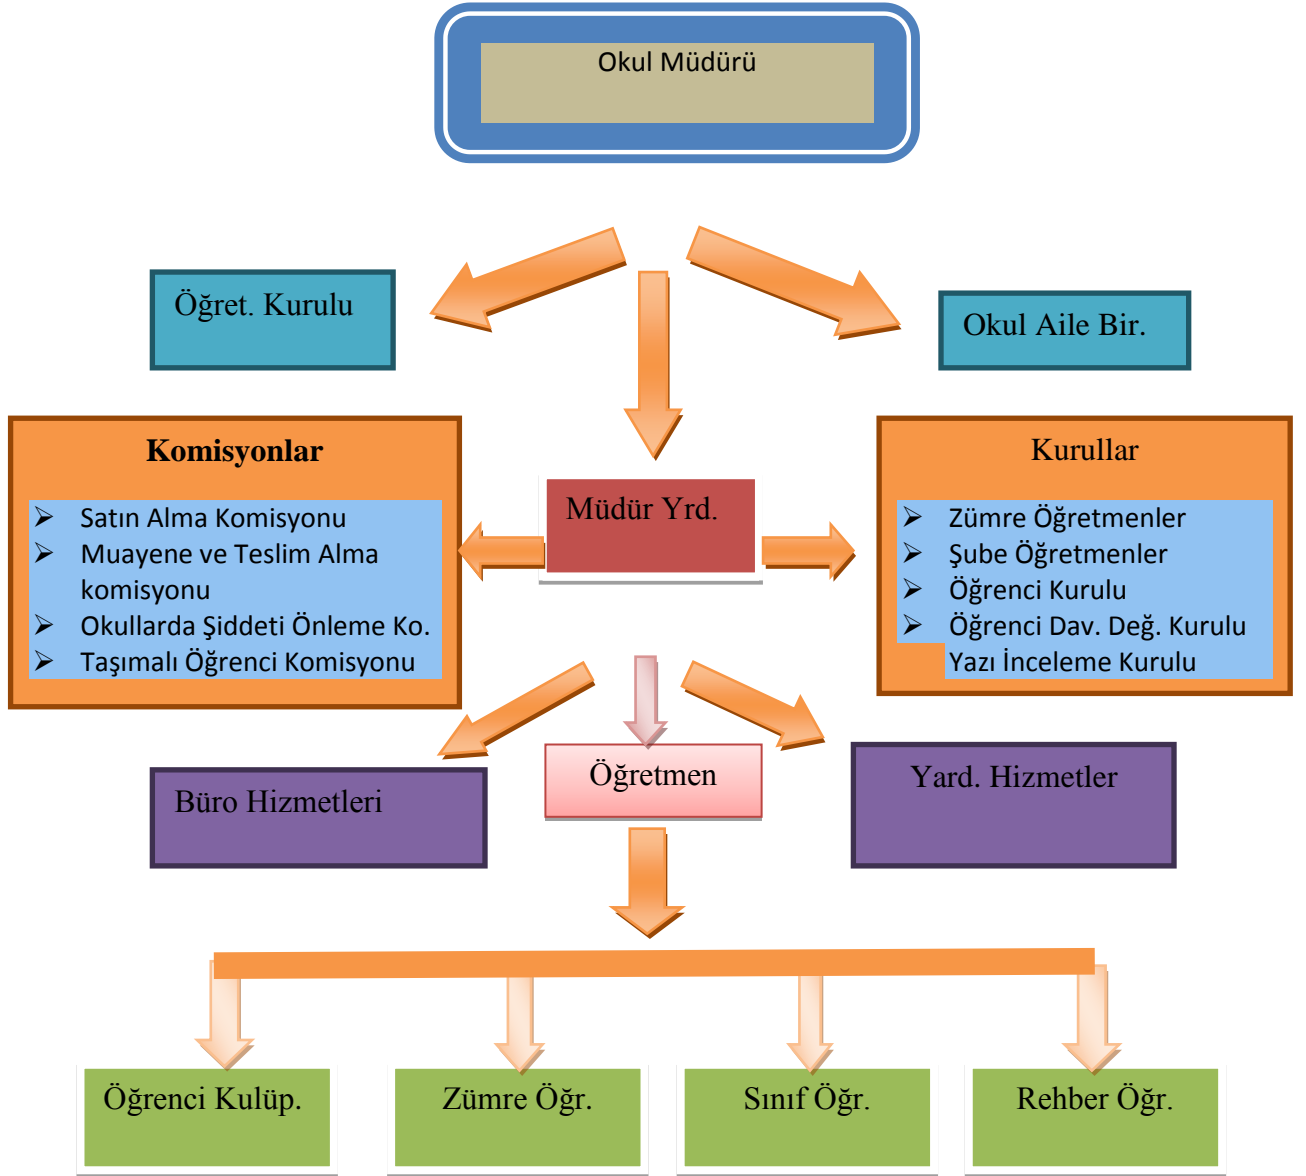 Okul Müdürü
Öğret. Kurulu
Okul Aile Bir.
Komisyonlar
➢ Satın Alma Komisyonu
➢ Muayene ve Teslim Alma
komisyonu
➢ Okullarda Şiddeti Önleme Ko.
➢ Taşımalı Öğrenci Komisyonu
Müdür Yrd.
Kurullar
➢ Zümre Öğretmenler
➢ Şube Öğretmenler
➢ Öğrenci Kurulu
➢ Öğrenci Dav. Değ. Kurulu
Yazı İnceleme Kurulu
Büro Hizmetleri
Öğretmen
Yard. Hizmetler
Öğrenci Kulüp.
Zümre Öğr.
Sınıf Öğr.
Rehber Öğr.